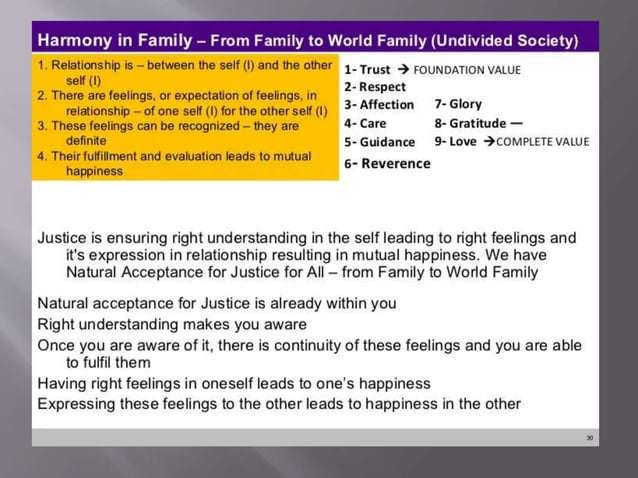 Harmony in Family – From Family to World Family (Undivided Society)
1. Relationship is – between the self (I) and the other
self (I)
2. There are feelings, or expectation of feelings, in
relationship – of one self (I) for the other self (I)
3. These feelings can be recognized – they are
definite
4. Their fulfillment and evaluation leads to mutual
happiness
1- Trust → FOUNDATION VALUE
2- Respect
3- Affection
4- Care
5- Guidance
6- Reverence
7- Glory
8- Gratitude —
9- Love →COMPLETE VALUE
Justice is ensuring right understanding in the self leading to right feelings and
it's expression in relationship resulting in mutual happiness. We have
Natural Acceptance for Justice for All – from Family to World Family
Natural acceptance for Justice is already within you
Right understanding makes you aware
Once you are aware of it, there is continuity of these feelings and you are able
to fulfil them
Having right feelings in oneself leads to one’s happiness
Expressing these feelings to the other leads to happiness in the other
30